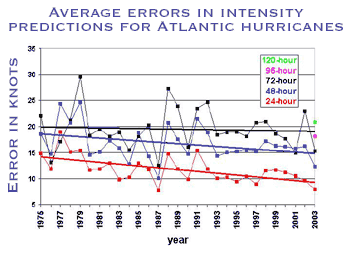 Average errors in intensity
predictions for Atlantic hurricanes
Error in knots
35
30
25
20
15
10
5
120-hour
96-hour
72-hour
48-hour
24-hour
1975
1977
1979
1981
1983
1985
1987
1989
1991
1993
1995
1997
1999
2001
2003
year